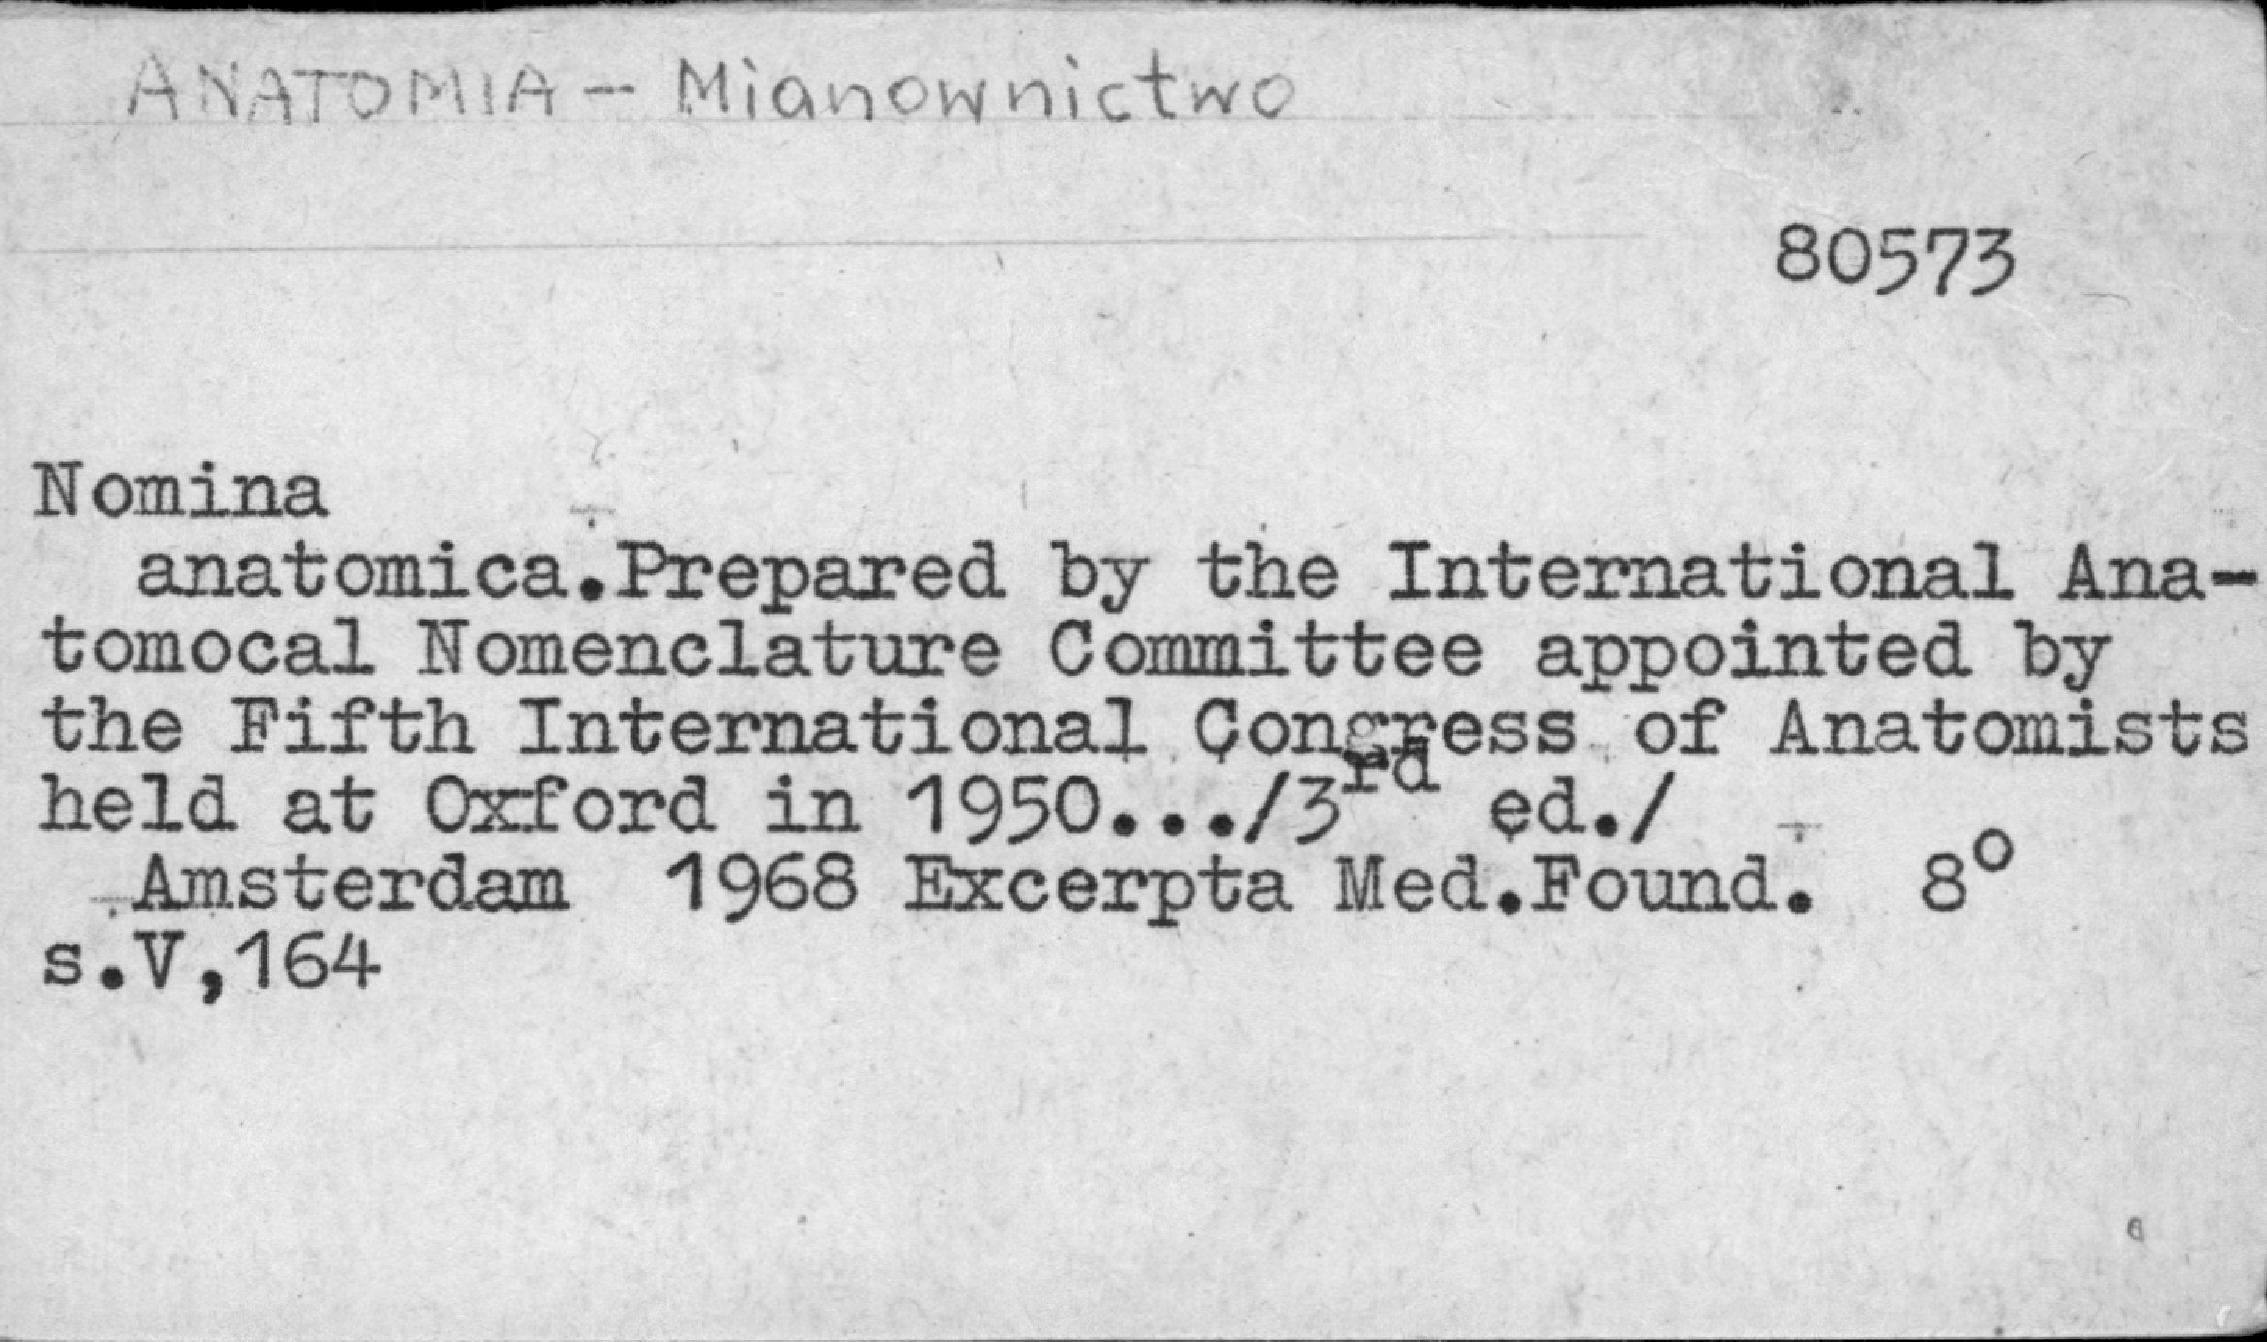 ANATOMIA - Mianownictwo
80573
Nomina
anatomica.Prepared by the International Ana-
tomocal Nomenclature Committee appointed by
the Fifth International Congress of Anatomists
held at Oxford in 1950.../3rd ed./
Amsterdam 1968 Excerpta Med.Found. 8°
s.V,164